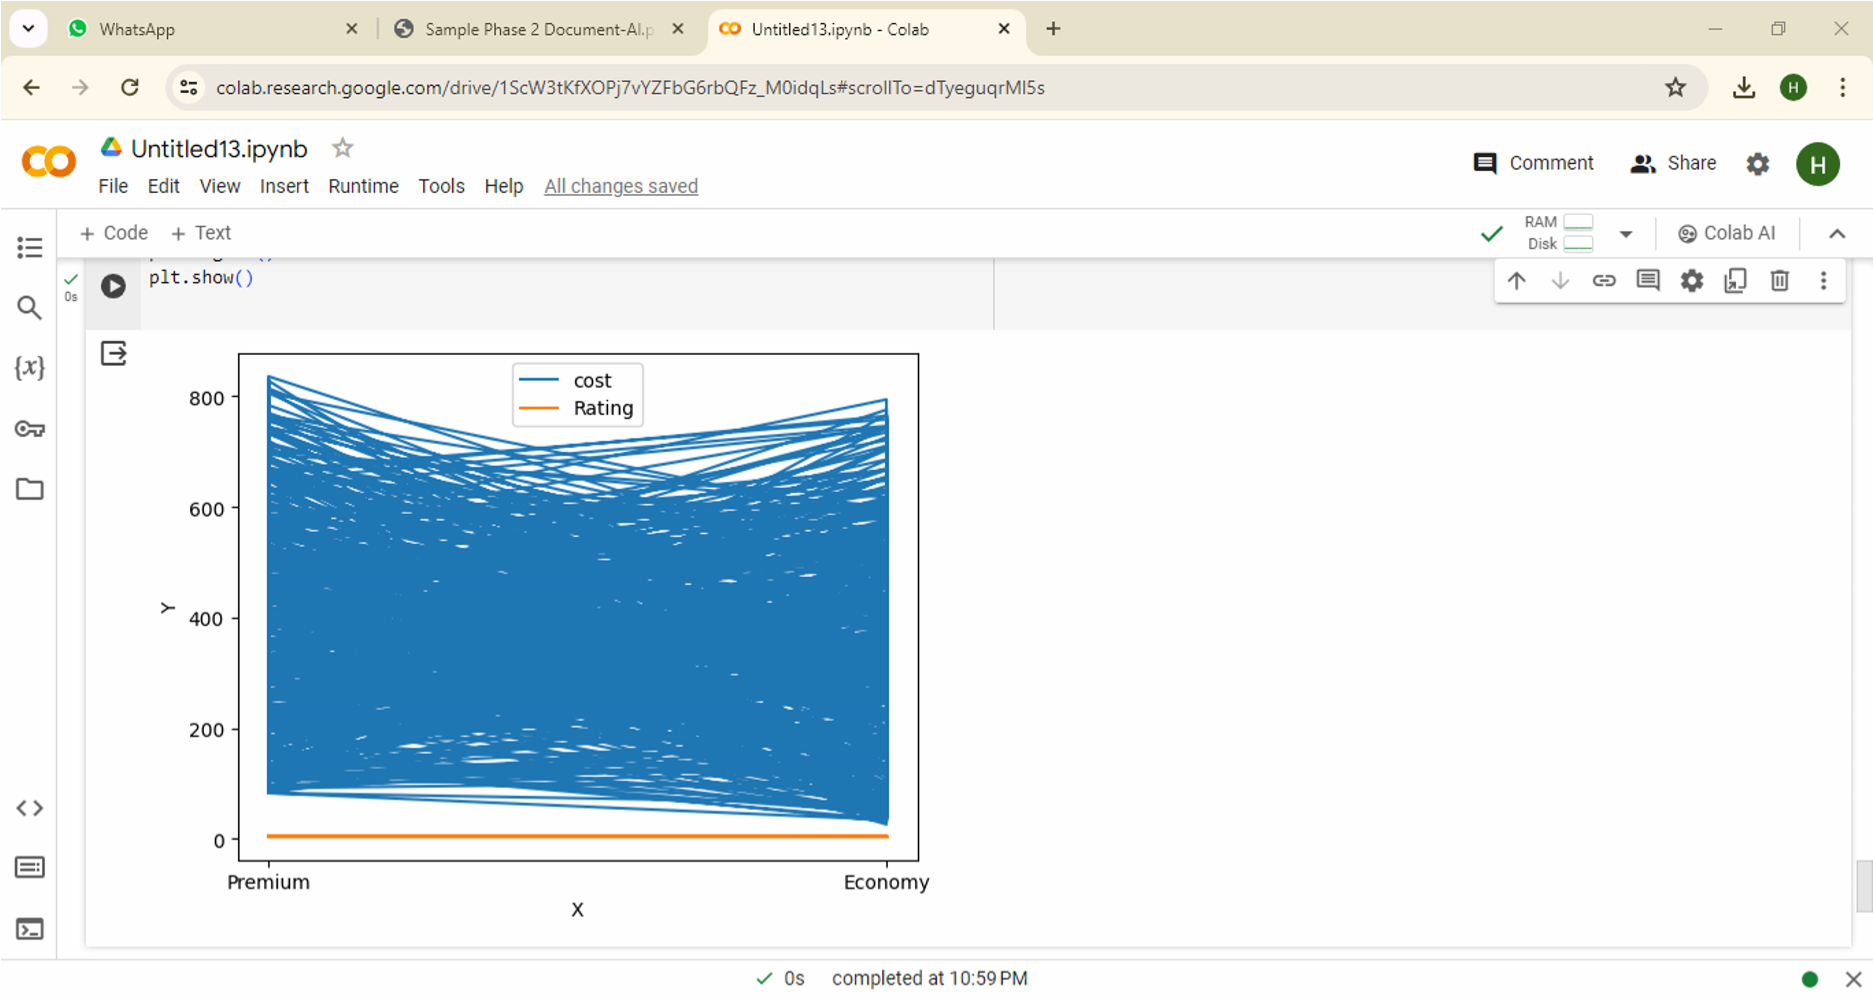 WhatsApp
Sample Phase 2 Document-AI.p
Untitled13.ipynb - Colab
colab.research.google.com/drive/1ScW3tKfXOPj7vYZFbG6rbQFz_M0idqLs#scrollTo=dTyeguqrMI5s
H
Untitled13.ipynb
Comment
Share
H
File Edit View Insert Runtime Tools Help All changes saved
+ Code + Text
RAM
Disk
Colab AI
0s
plt.show()
{x}
cost
Rating
800
600
400
200
0
Y
Premium
Economy
X
0s completed at 10:59 PM